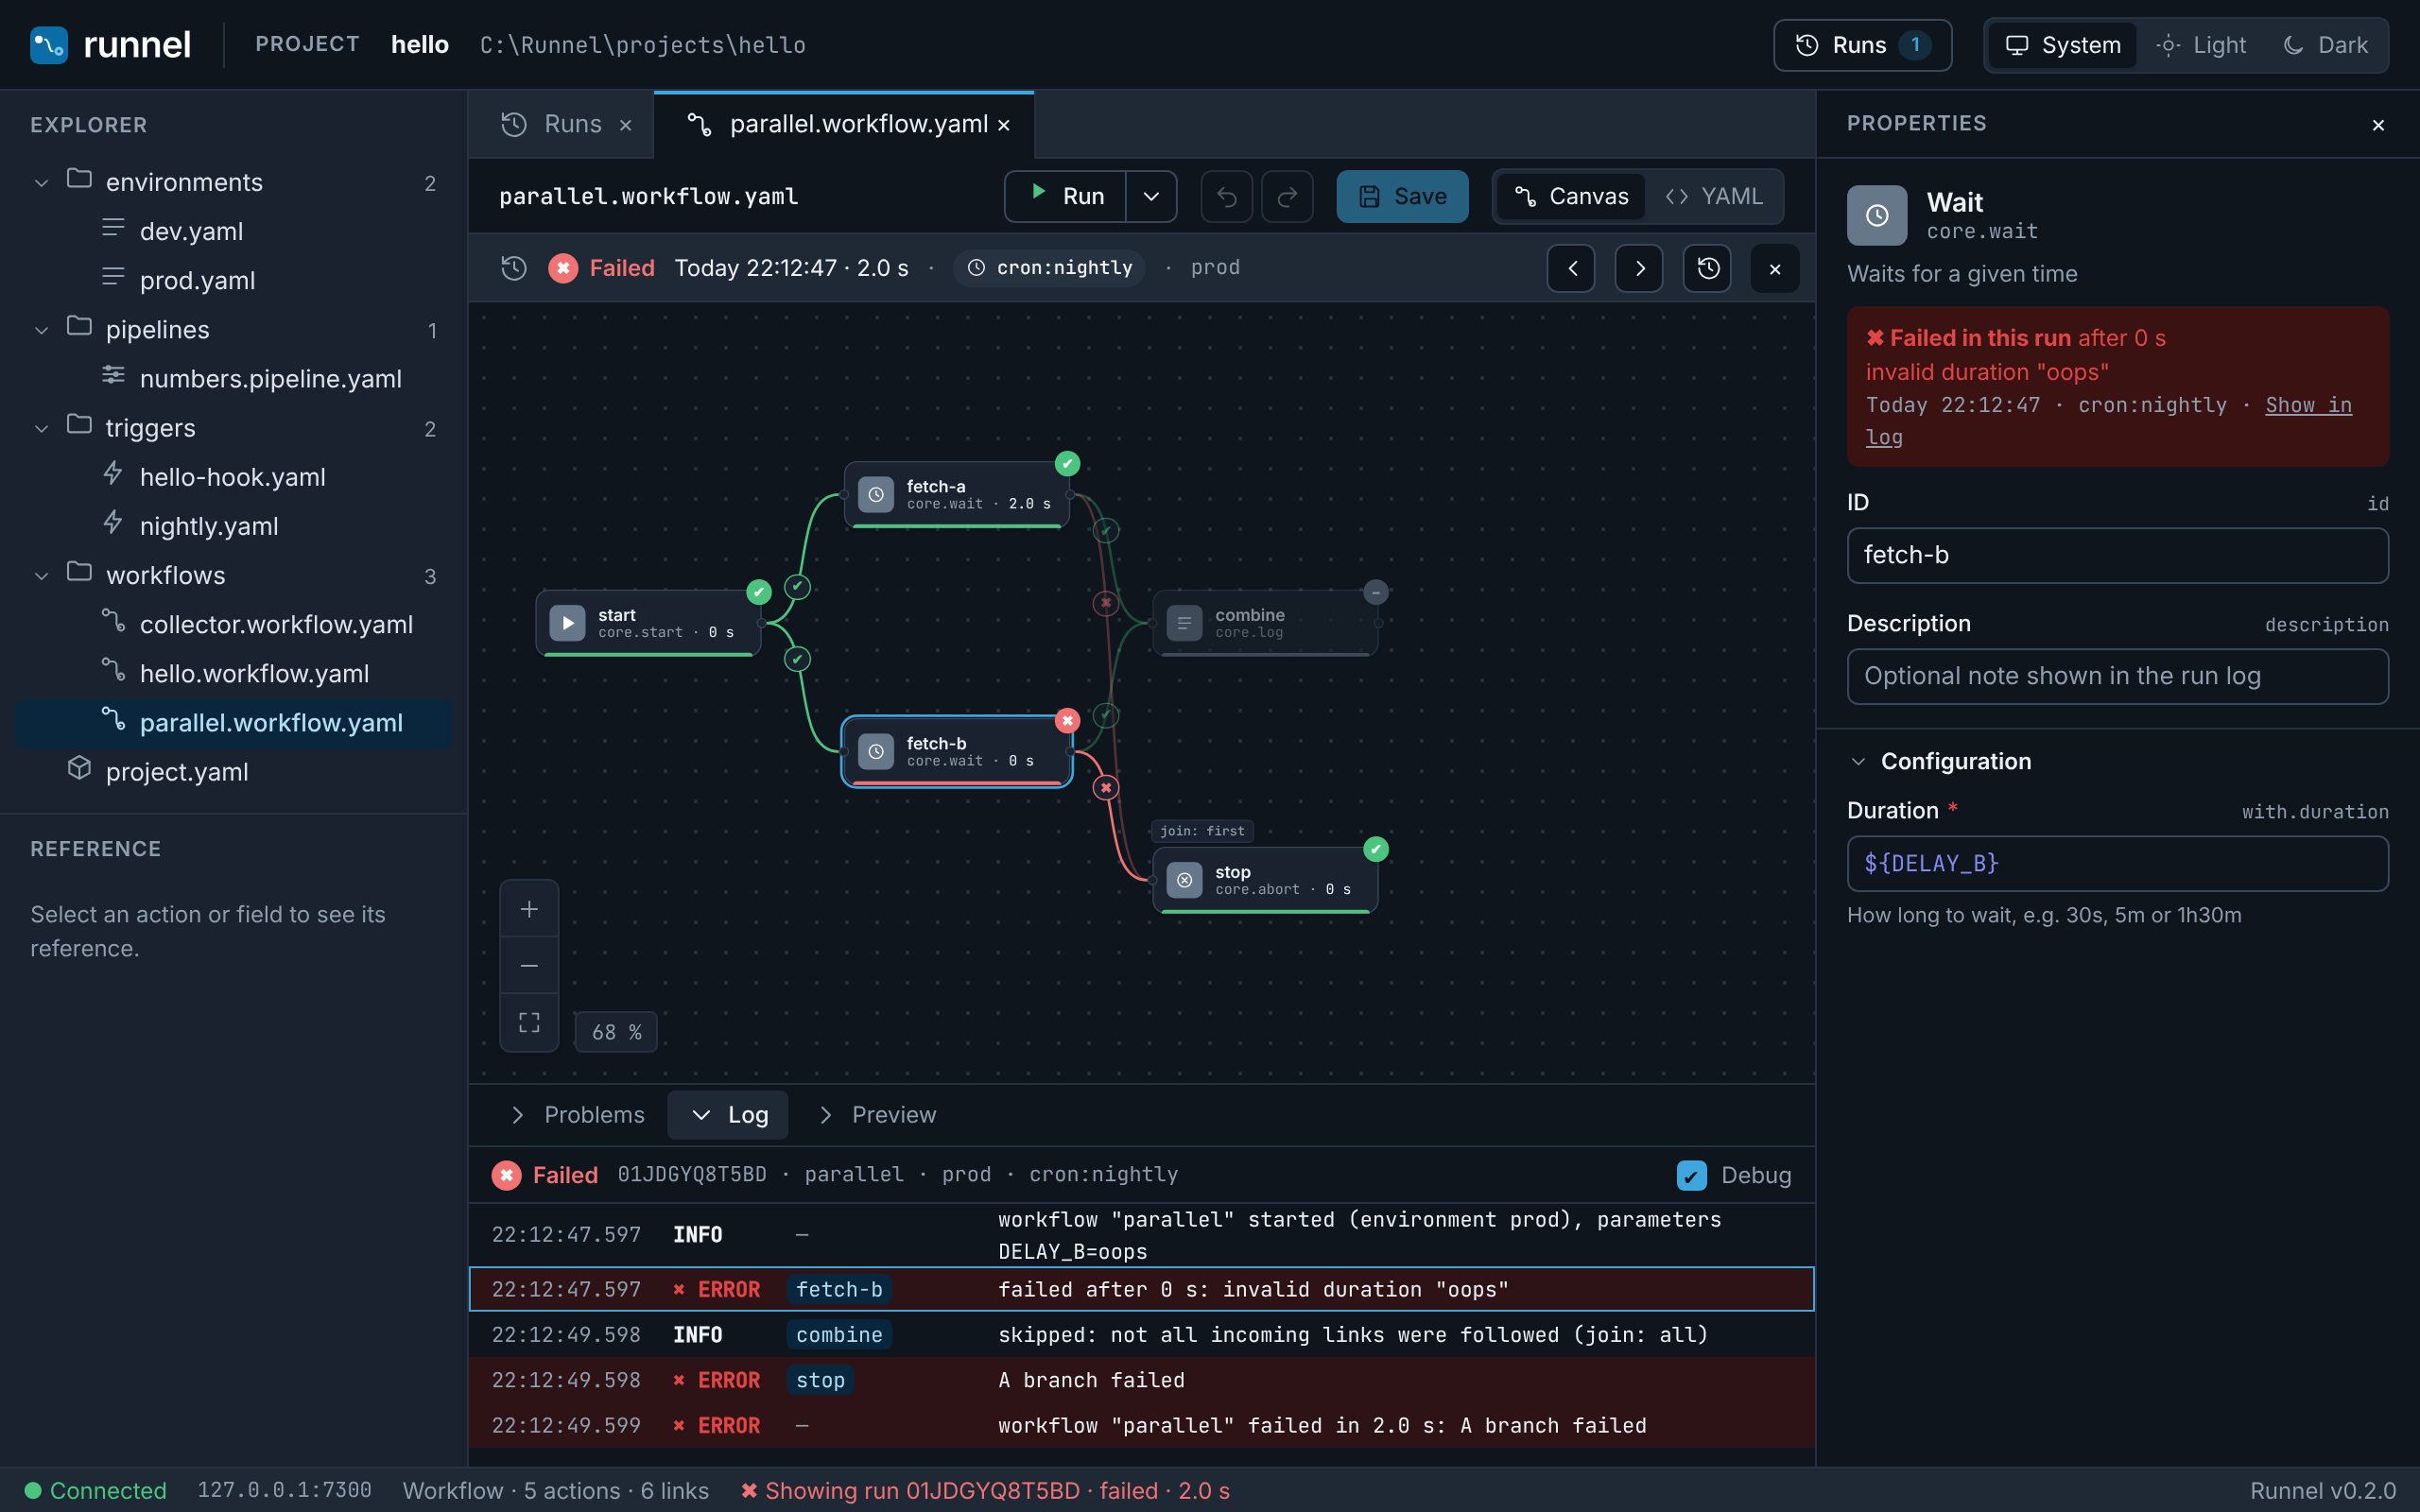 runnel PROJECT hello C:\Runnel\projects\hello Runs 1 System Light Dark
EXPLORER
environments 2
dev.yaml
prod.yaml
pipelines 1
numbers.pipeline.yaml
triggers 2
hello-hook.yaml
nightly.yaml
workflows 3
collector.workflow.yaml
hello.workflow.yaml
parallel.workflow.yaml
project.yaml
REFERENCE
Select an action or field to see its
reference.
Runs × parallel.workflow.yaml ×
parallel.workflow.yaml Run Save Canvas YAML
Failed Today 22:12:47 · 2.0 s · cron:nightly · prod
fetch-a
core.wait · 2.0 s
start
core.start · 0 s
combine
core.log
fetch-b
core.wait · 0 s
join: first
stop
core.abort · 0 s
68 %
Problems Log Preview
Failed 01JDGYQ8T5BD · parallel · prod · cron:nightly Debug
22:12:47.597 INFO — workflow "parallel" started (environment prod), parameters
DELAY_B=oops
22:12:47.597 ✖ ERROR fetch-b failed after 0 s: invalid duration "oops"
22:12:49.598 INFO combine skipped: not all incoming links were followed (join: all)
22:12:49.598 ✖ ERROR stop A branch failed
22:12:49.599 ✖ ERROR — workflow "parallel" failed in 2.0 s: A branch failed
PROPERTIES ×
Wait
core.wait
Waits for a given time
✖ Failed in this run after 0 s
invalid duration "oops"
Today 22:12:47 · cron:nightly · Show in
log
ID id
fetch-b
Description description
Optional note shown in the run log
Configuration
Duration * with.duration
${DELAY_B}
How long to wait, e.g. 30s, 5m or 1h30m
Connected 127.0.0.1:7300 Workflow · 5 actions · 6 links ✖ Showing run 01JDGYQ8T5BD · failed · 2.0 s Runnel v0.2.0